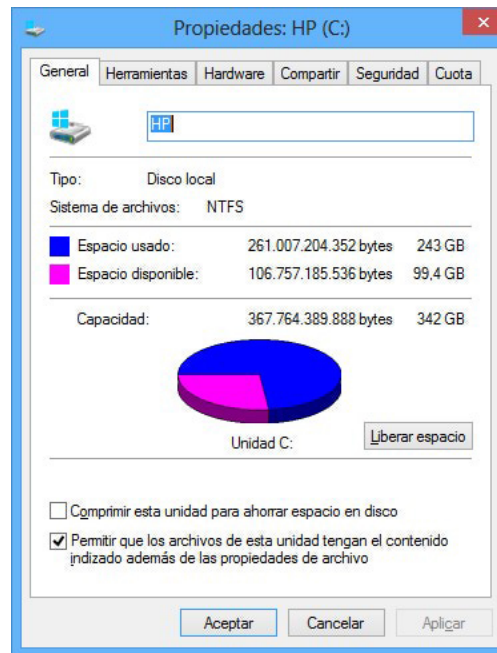 Propiedades: HP (C:)
General Herramientas Hardware Compartir Seguridad Cuota
HP
Tipo: Disco local
Sistema de archivos: NTFS
Espacio usado: 261.007.204.352 bytes 243 GB
Espacio disponible: 106.757.185.536 bytes 99,4 GB
Capacidad: 367.764.389.888 bytes 342 GB
Unidad C:
Liberar espacio
Comprimir esta unidad para ahorrar espacio en disco
Permitir que los archivos de esta unidad tengan el contenido
indizado además de las propiedades de archivo
Aceptar Cancelar Aplicar